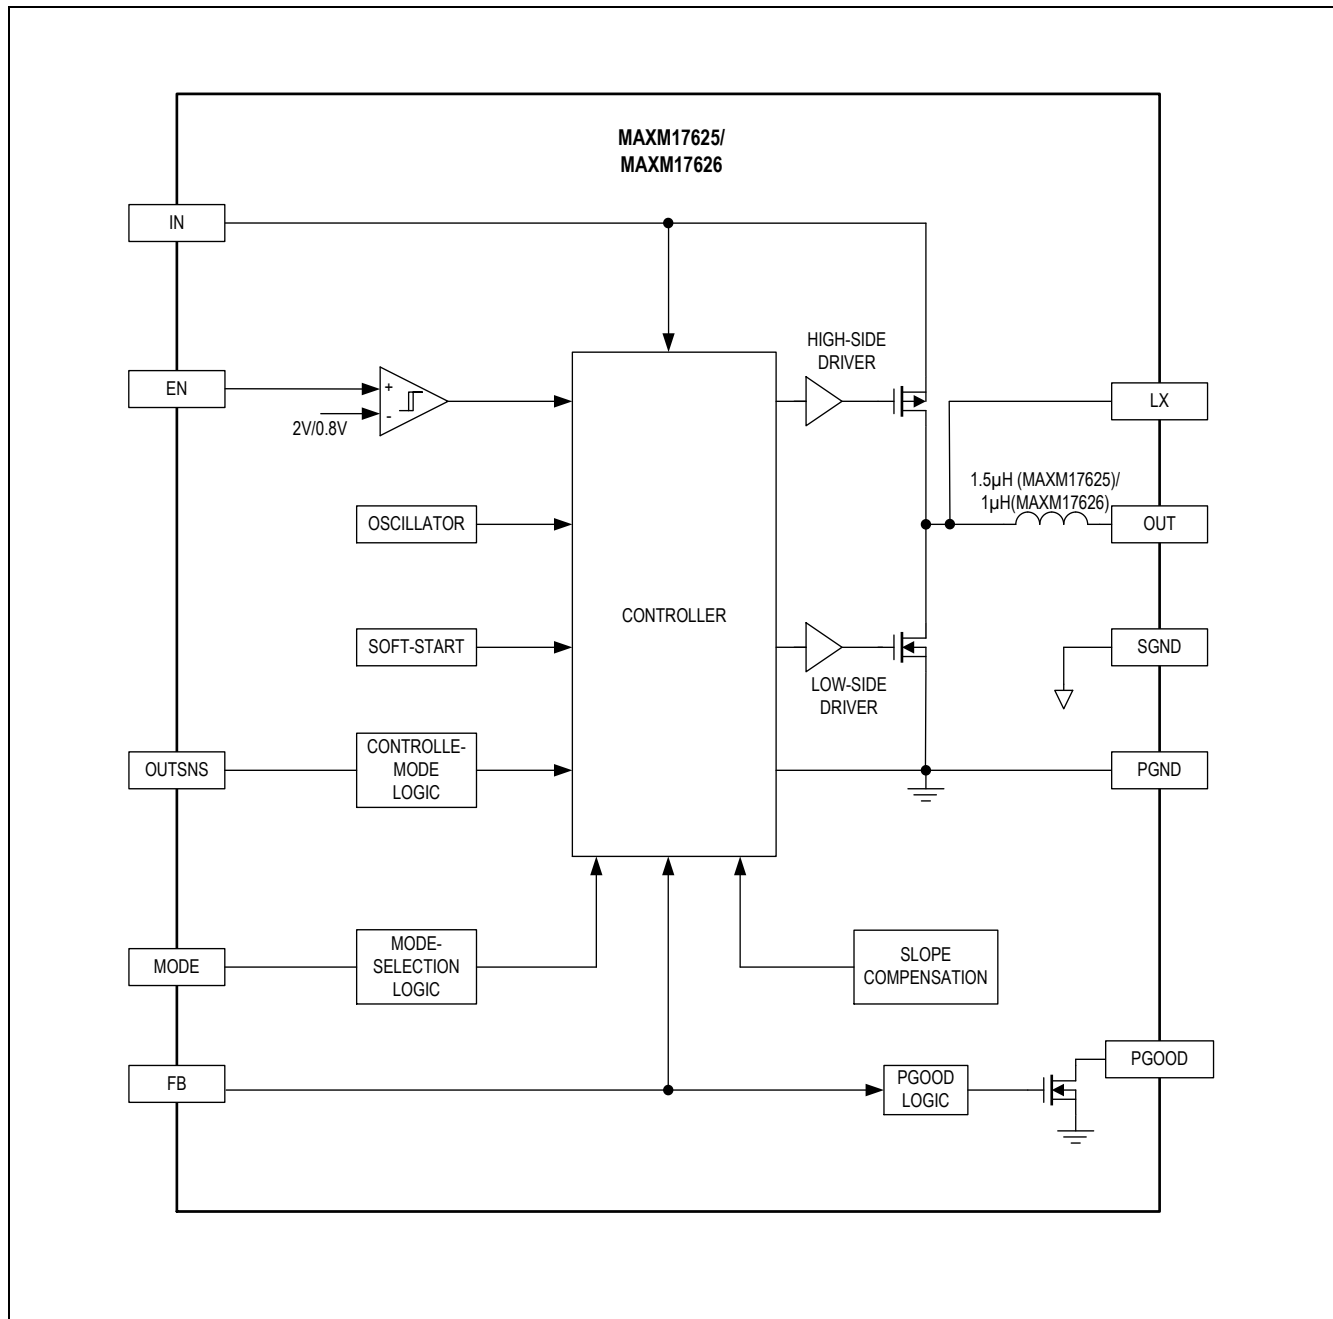 MAXM17625/
MAXM17626
IN
HIGH-SIDE
DRIVER
EN
+
-
2V/0.8V
LX
1.5µH (MAXM17625)/
1µH(MAXM17626)
OSCILLATOR
OUT
CONTROLLER
SOFT-START
SGND
LOW-SIDE
DRIVER
OUTSNS
CONTROLLE-
MODE
LOGIC
PGND
MODE
MODE-
SELECTION
LOGIC
SLOPE
COMPENSATION
FB
PGOOD
LOGIC
PGOOD